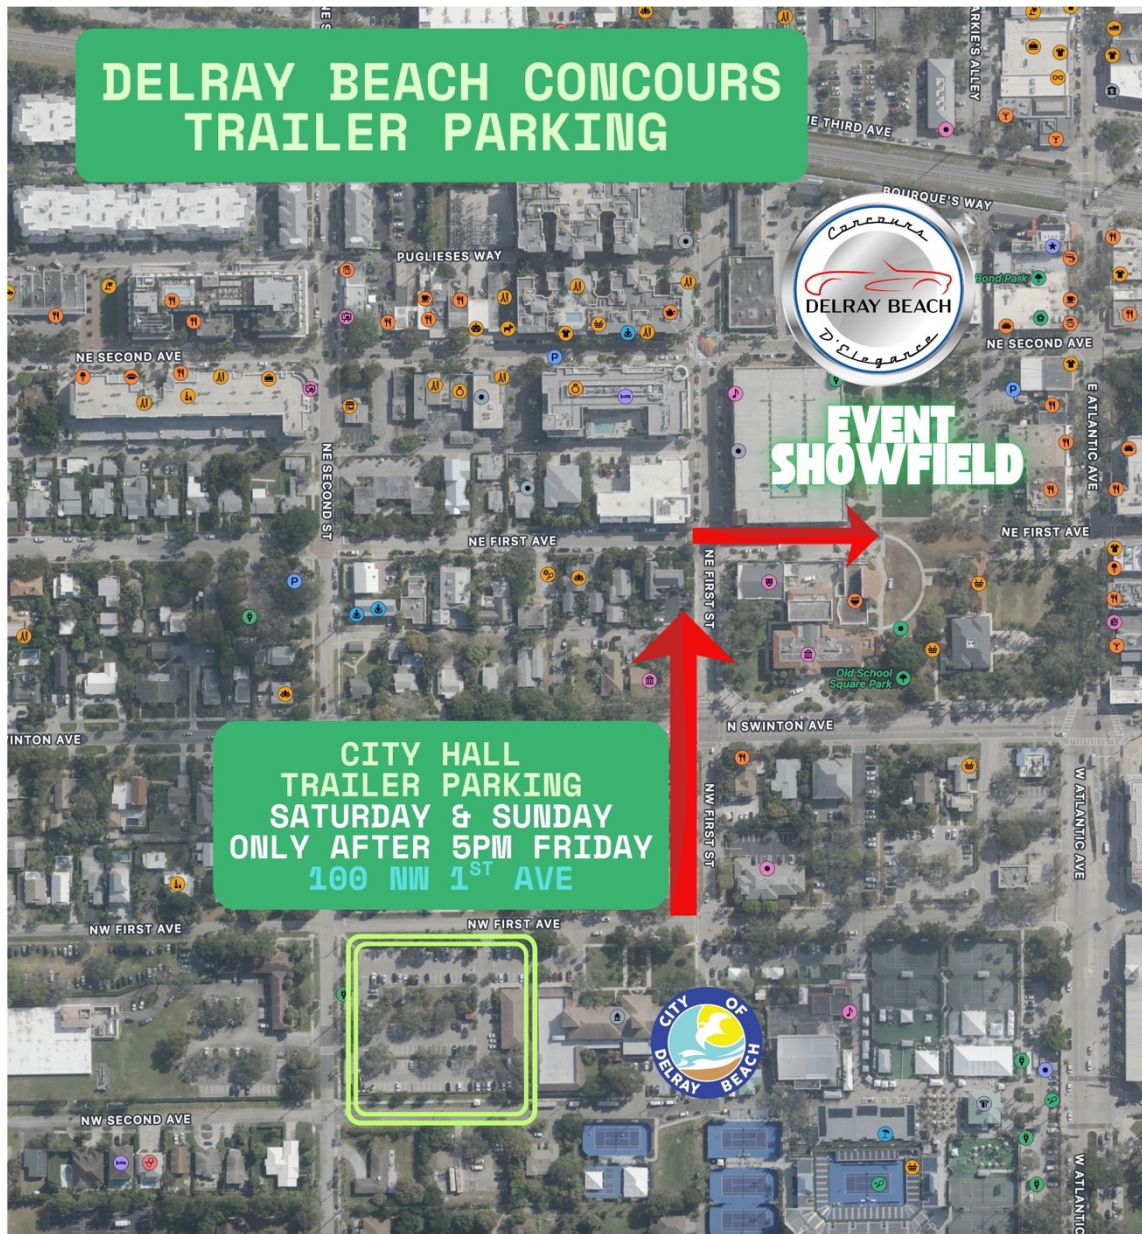 DELRAY BEACH CONCOURS
TRAILER PARKING
NE THIRD AVE
BOURQUE'S WAY
Concours
DELRAY BEACH
D'Elegance
Bond Park
PUGLIESES WAY
NE SECOND AVE
NE SECOND AVE
P
P
EVENT
SHOWFIELD
E ATLANTIC AVE
NE SECOND ST
NE FIRST AVE
NE FIRST AVE
NE FIRST ST
P
Old School
Square Park
N SWINTON AVE
CITY HALL
TRAILER PARKING
SATURDAY & SUNDAY
ONLY AFTER 5PM FRIDAY
100 NW 1ST AVE
NW FIRST ST
W ATLANTIC AVE
NW FIRST AVE
NW FIRST AVE
CITY OF
DELRAY BEACH
NW SECOND AVE
W ATLANTIC